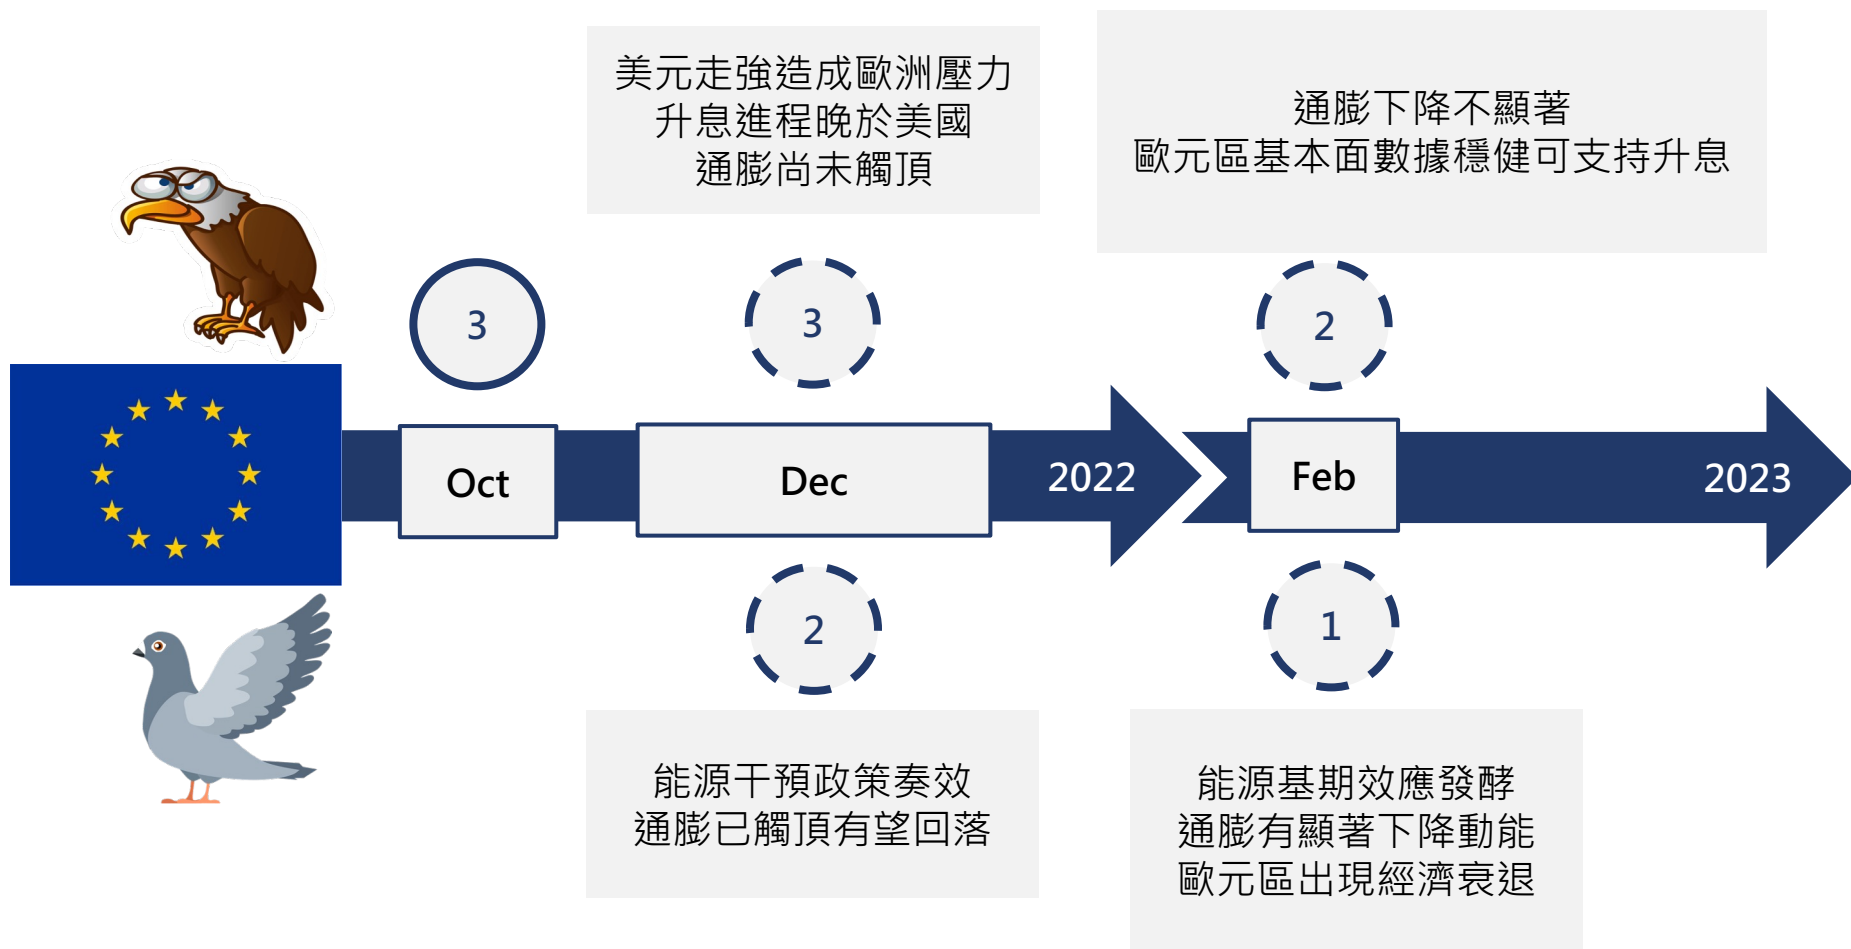 美元走強造成歐洲壓力
升息進程晚於美國
通膨尚未觸頂
通膨下降不顯著
歐元區基本面數據穩健可支持升息
3
3
2
Oct
Dec
2022
Feb
2023
2
1
能源干預政策奏效
通膨已觸頂有望回落
能源基期效應發酵
通膨有顯著下降動能
歐元區出現經濟衰退